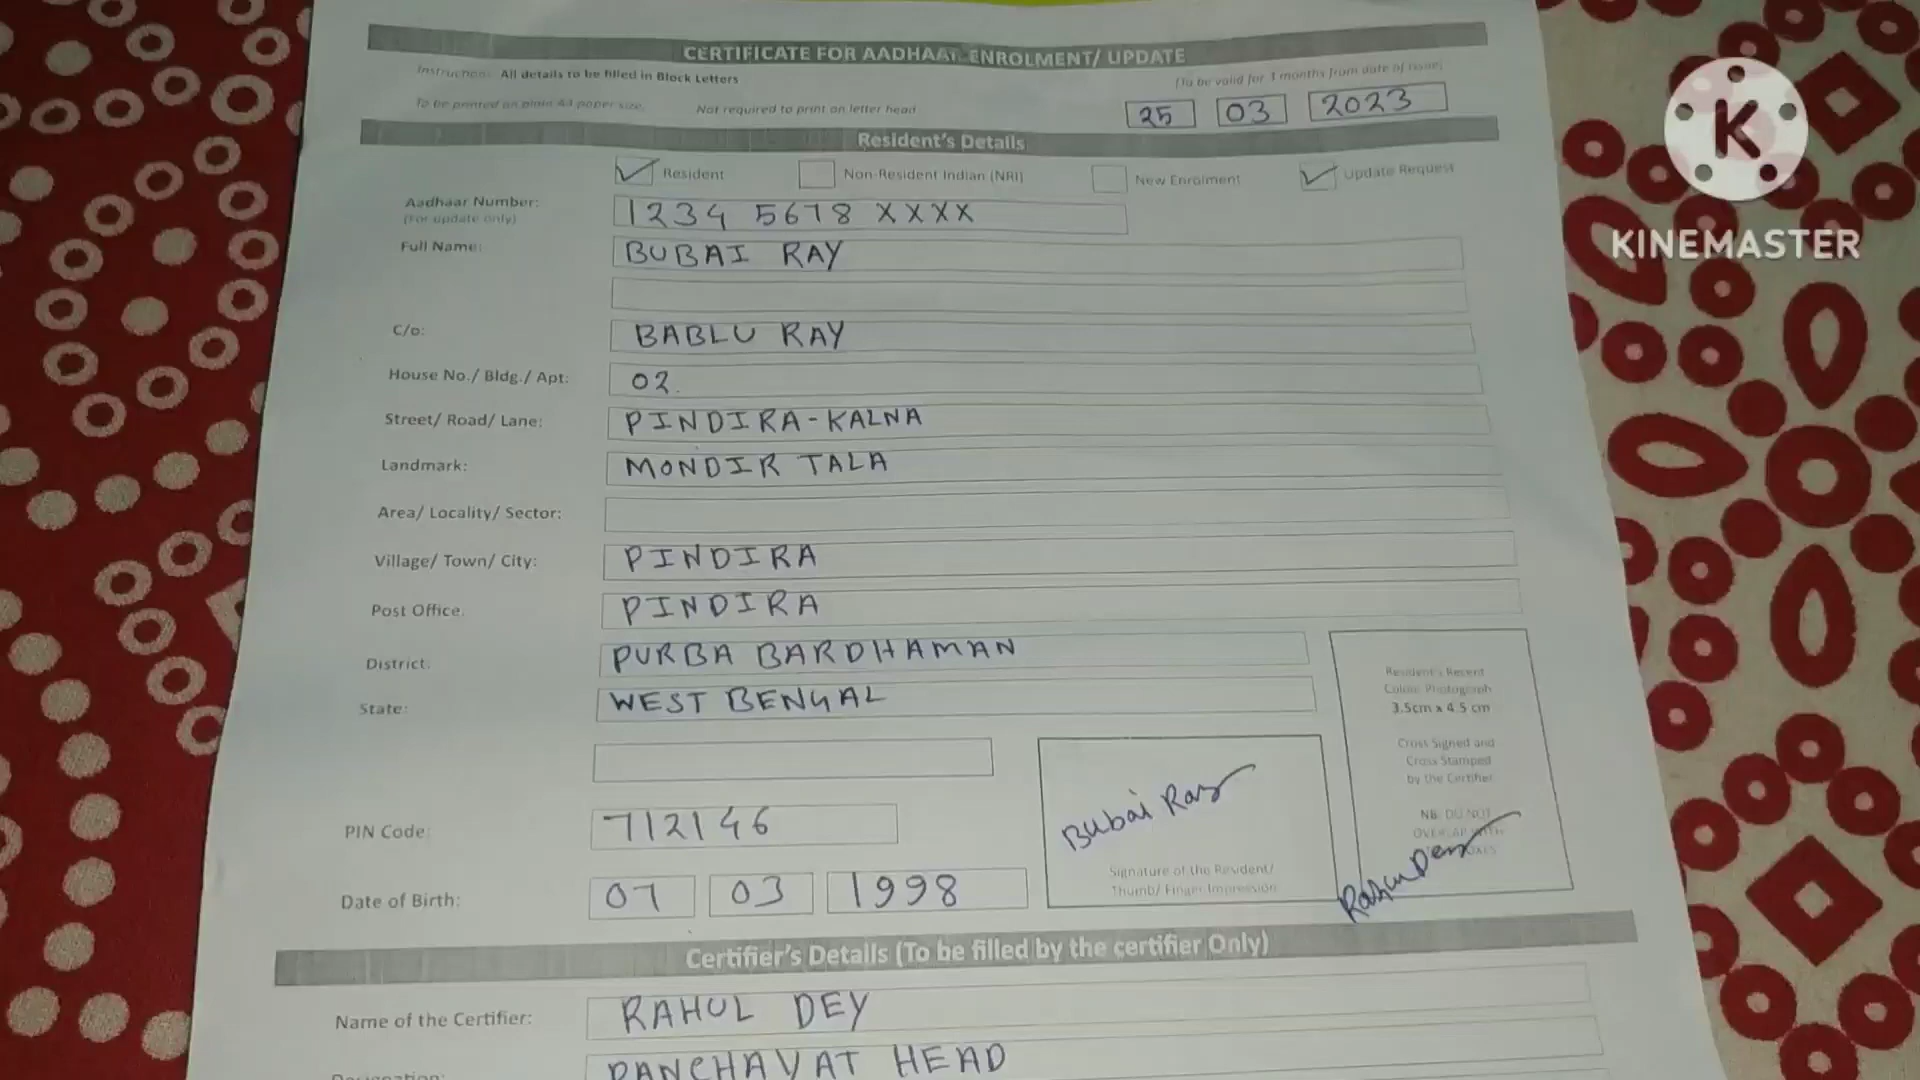 CERTIFICATE FOR AADHAAR ENROLMENT/ UPDATE
Instruction: All details to be filled in Block Letters
(To be valid for 3 months from date of issue)
To be printed on plain A4 paper size. Not required to print on letter head
25 03 2023
Resident's Details
Resident Non-Resident Indian (NRI) New Enrolment Update Request
Aadhaar Number: 1234 5678 XXXX
(For update only)
Full Name: BUBAI RAY
C/o: BABLU RAY
House No./ Bldg./ Apt: 02.
Street/ Road/ Lane: PINDIRA-KALNA
Landmark: MONDIR TALA
Area/ Locality/ Sector:
Village/ Town/ City: PINDIRA
Post Office: PINDIRA
District: PURBA BARDHAMAN
State: WEST BENGAL
Resident's Recent
Colour Photograph
3.5cm x 4.5 cm
Cross Signed and
Cross Stamped
by the Certifier
NB: DO NOT
OVERLAP WITH
PIN Code: 712146
Bubai Ray
Signature of the Resident/
Thumb/ Finger Impression
Rahul Dey
Date of Birth: 07 03 1998
Certifier's Details (To be filled by the certifier Only)
Name of the Certifier: RAHUL DEY
Designation: PANCHAYAT HEAD
K
KINEMASTER